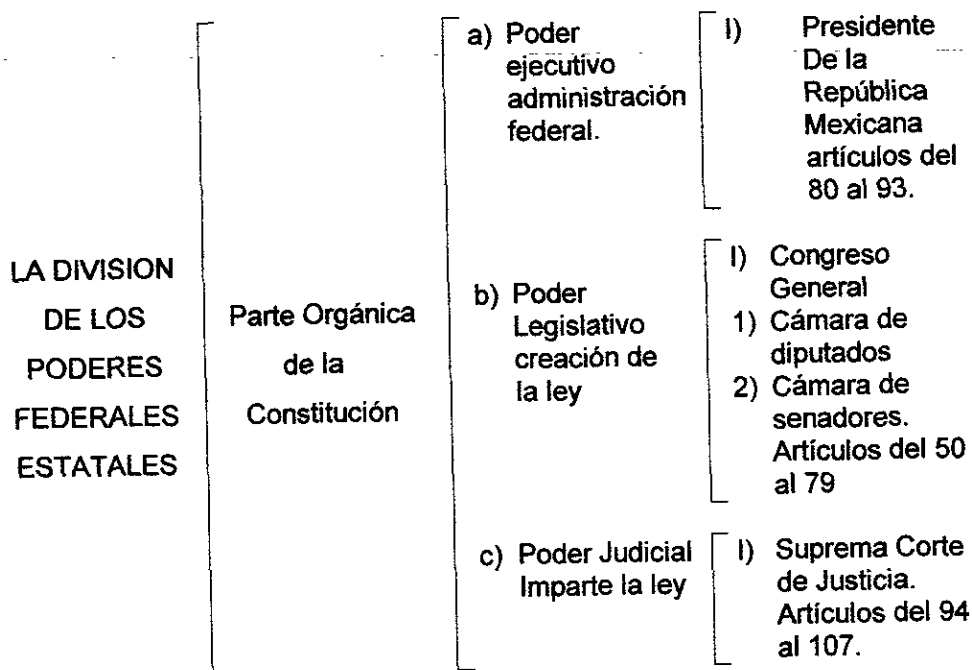 LA DIVISION
DE LOS
PODERES
FEDERALES
ESTATALES
Parte Orgánica
de la
Constitución
a) Poder
ejecutivo
administración
federal.
I) Presidente
De la
República
Mexicana
artículos del
80 al 93.
b) Poder
Legislativo
creación de
la ley
I) Congreso
General
1) Cámara de
diputados
2) Cámara de
senadores.
Artículos del 50
al 79
c) Poder Judicial
Imparte la ley
I) Suprema Corte
de Justicia.
Artículos del 94
al 107.